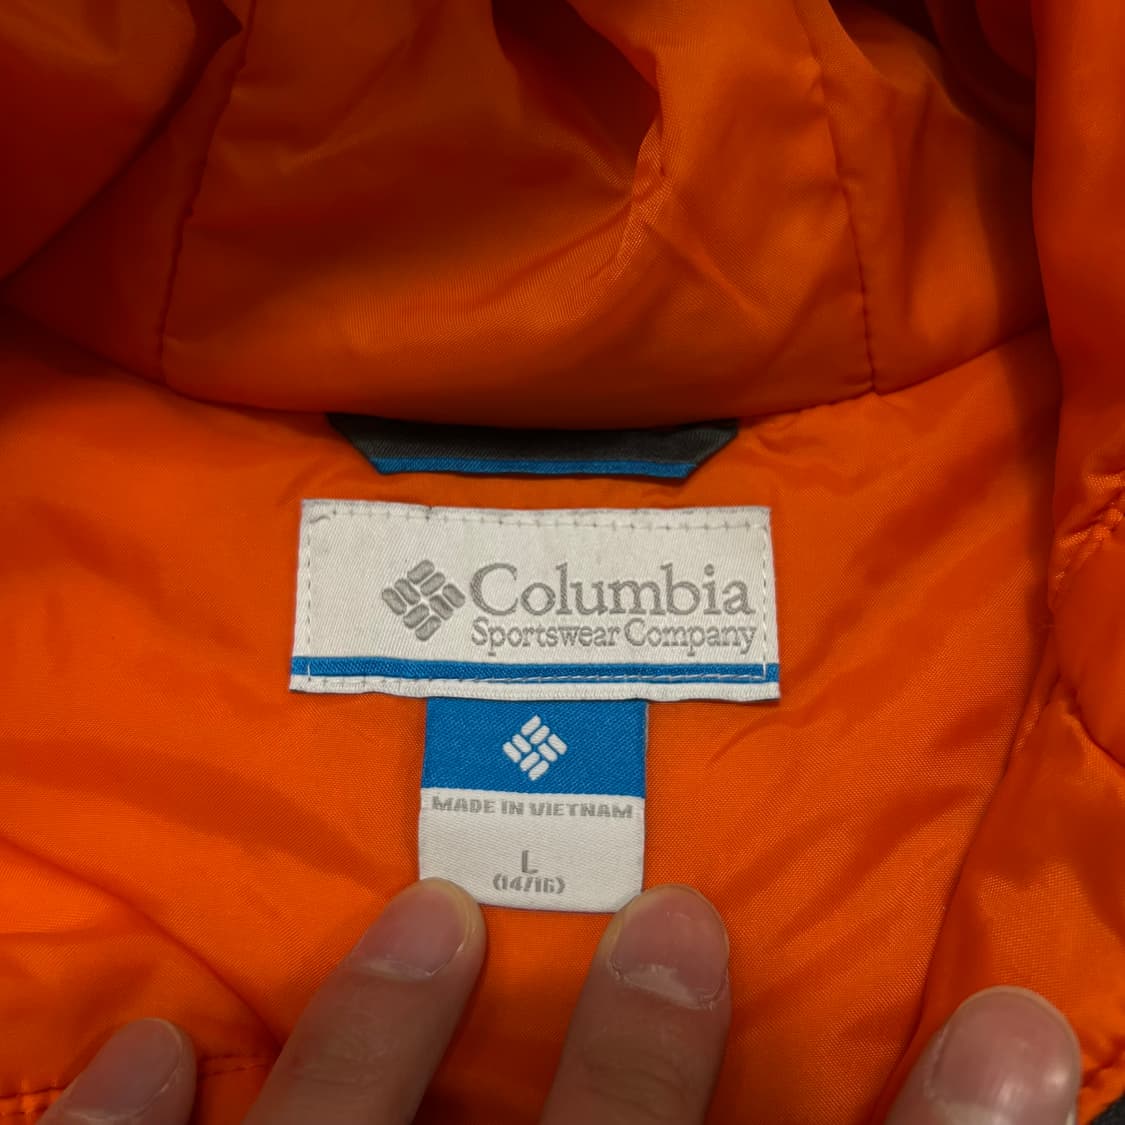 Columbia
Sportswear Company
MADE IN VIETNAM
L
(14/16)